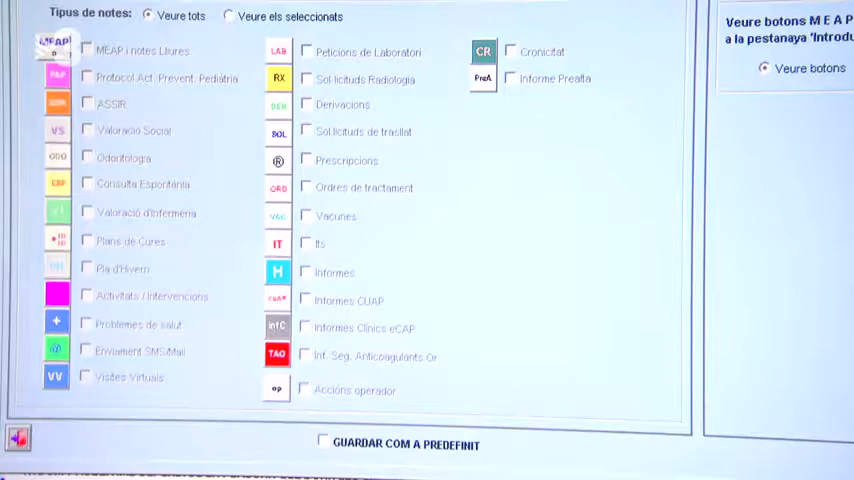 Tipus de notes: Veure tots Veure els seleccionats
MEAP MEAP i notes Lliures
PAP Protocol Act. Prevent. Pediatria
ASSIR
VS Valoració Social
ODO Odontologia
ESP Consulta Espontània
VI Valoració d'Infermeria
Plans de Cures
PH Pla d'Hivern
Activitats / Intervencions
+ Problemes de salut
@ Enviament SMS/Mail
VV Visites Virtuals
LAB Peticions de Laboratori
RX Sol·licituds Radiologia
DER Derivacions
SOL Sol·licituds de trasllat
® Prescripcions
ORD Ordres de tractament
VAC Vacunes
IT Its
H Informes
CUAP Informes CUAP
infC Informes Clínics eCAP
TAO Inf. Seg. Anticoagulants Or
op Accions operador
CR Cronicitat
PreA Informe Prealta
Veure botons M E A P
a la pestanaya 'Introdu
Veure botons
GUARDAR COM A PREDEFINIT